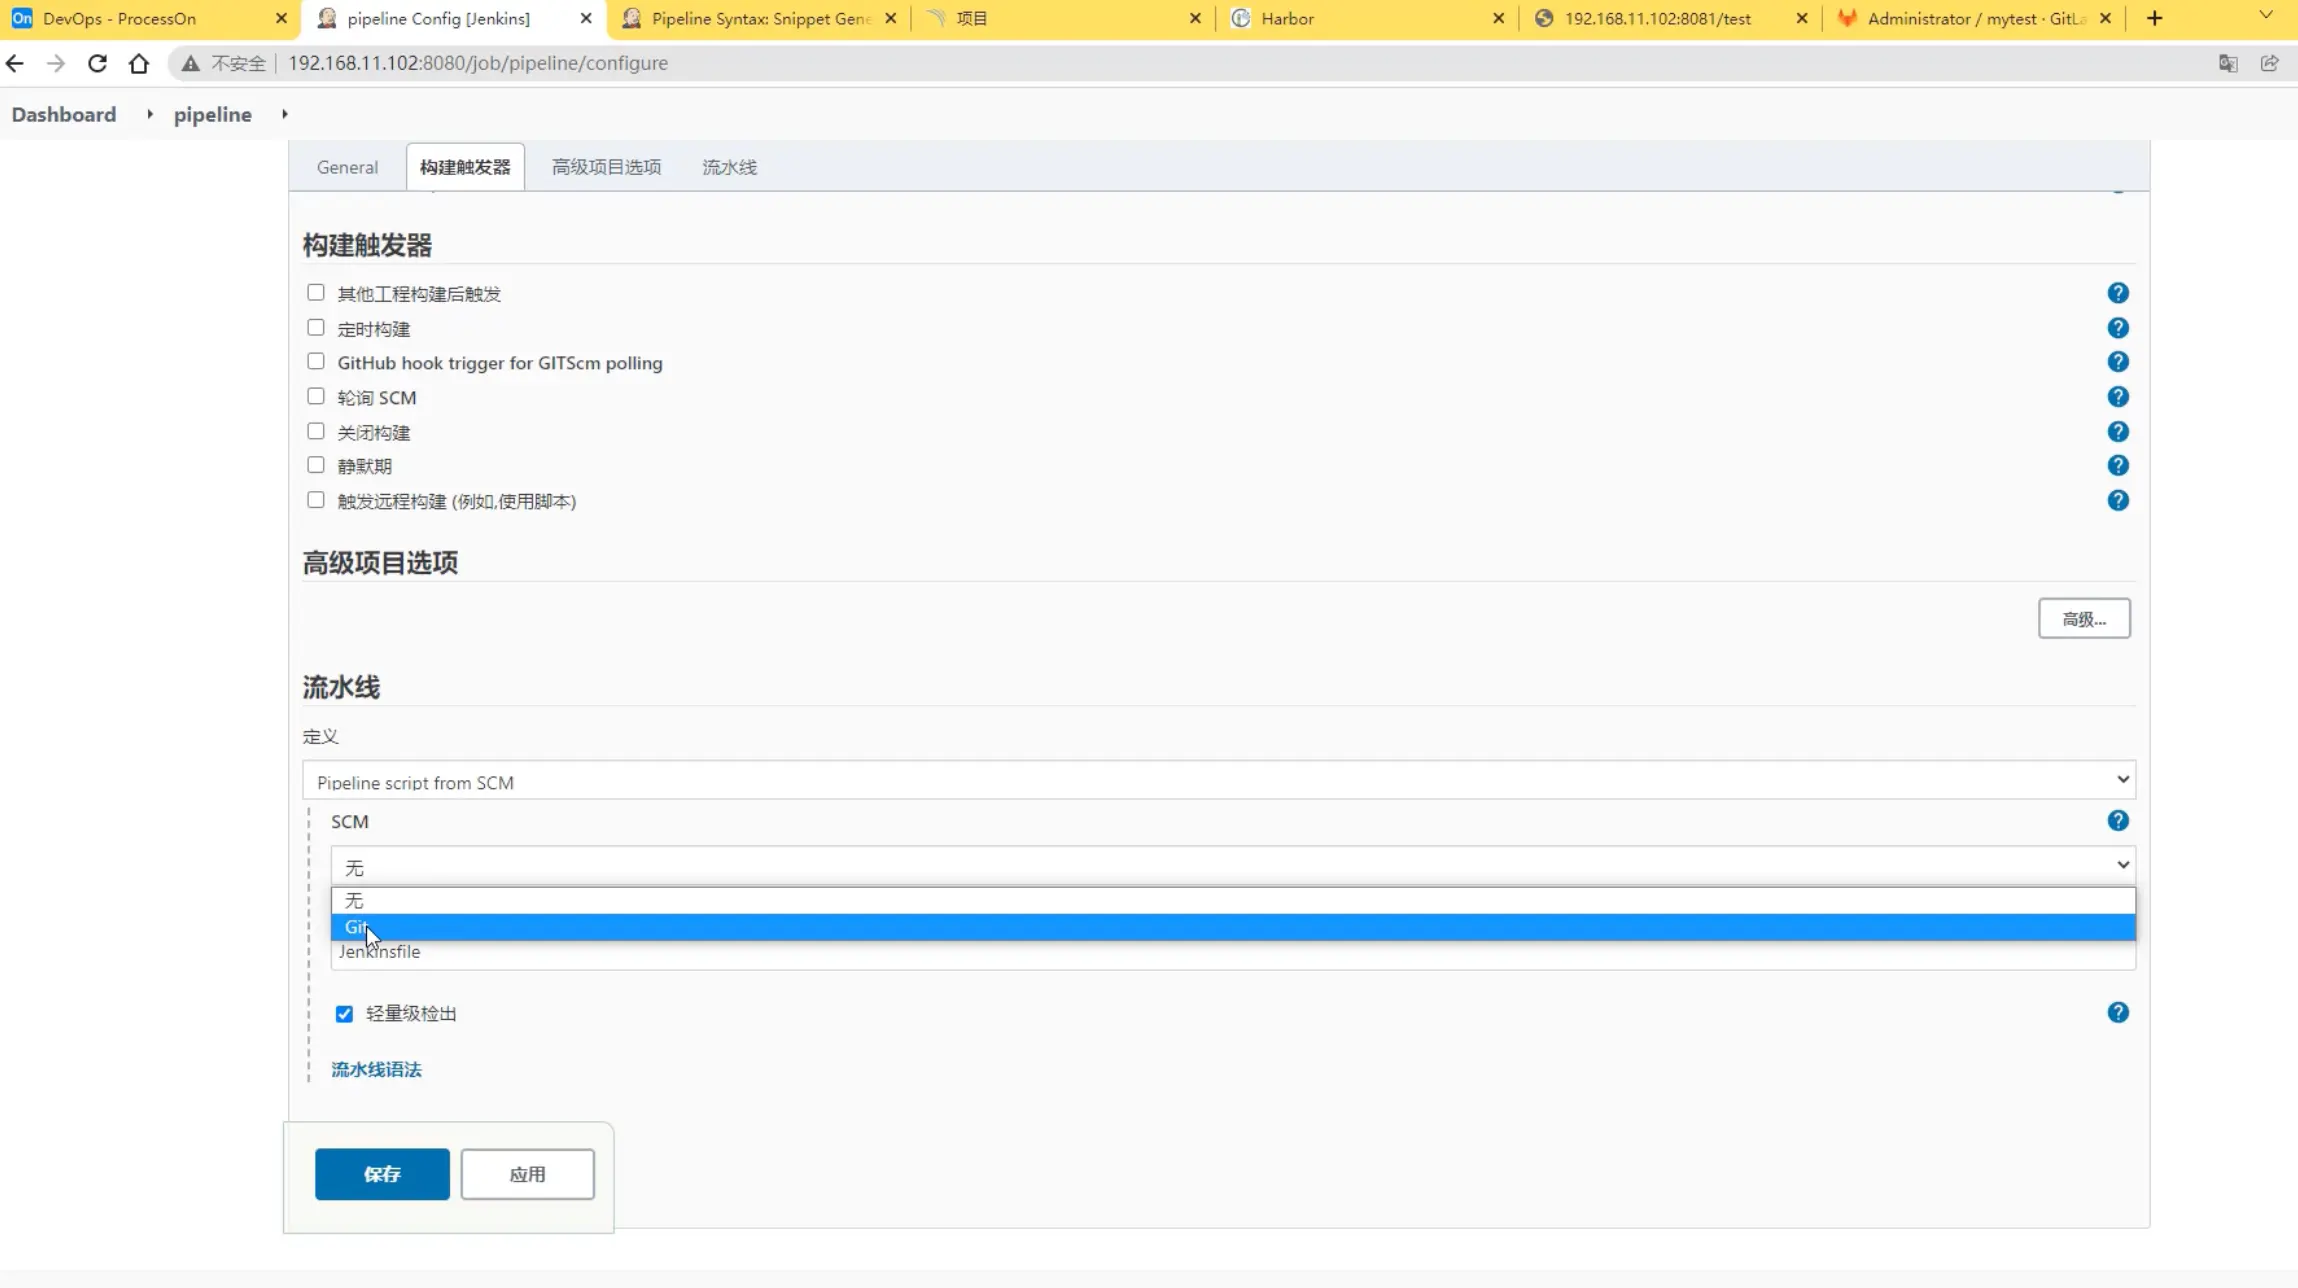 DevOps - ProcessOn
pipeline Config [Jenkins]
Pipeline Syntax: Snippet Gene
项目
Harbor
192.168.11.102:8081/test
Administrator / mytest · GitLa
不安全
192.168.11.102:8080/job/pipeline/configure
Dashboard
pipeline
General
构建触发器
高级项目选项
流水线
构建触发器
其他工程构建后触发
定时构建
GitHub hook trigger for GITScm polling
轮询 SCM
关闭构建
静默期
触发远程构建 (例如,使用脚本)
高级项目选项
高级...
流水线
定义
Pipeline script from SCM
SCM
无
无
Git
Jenkinsfile
轻量级检出
流水线语法
保存
应用